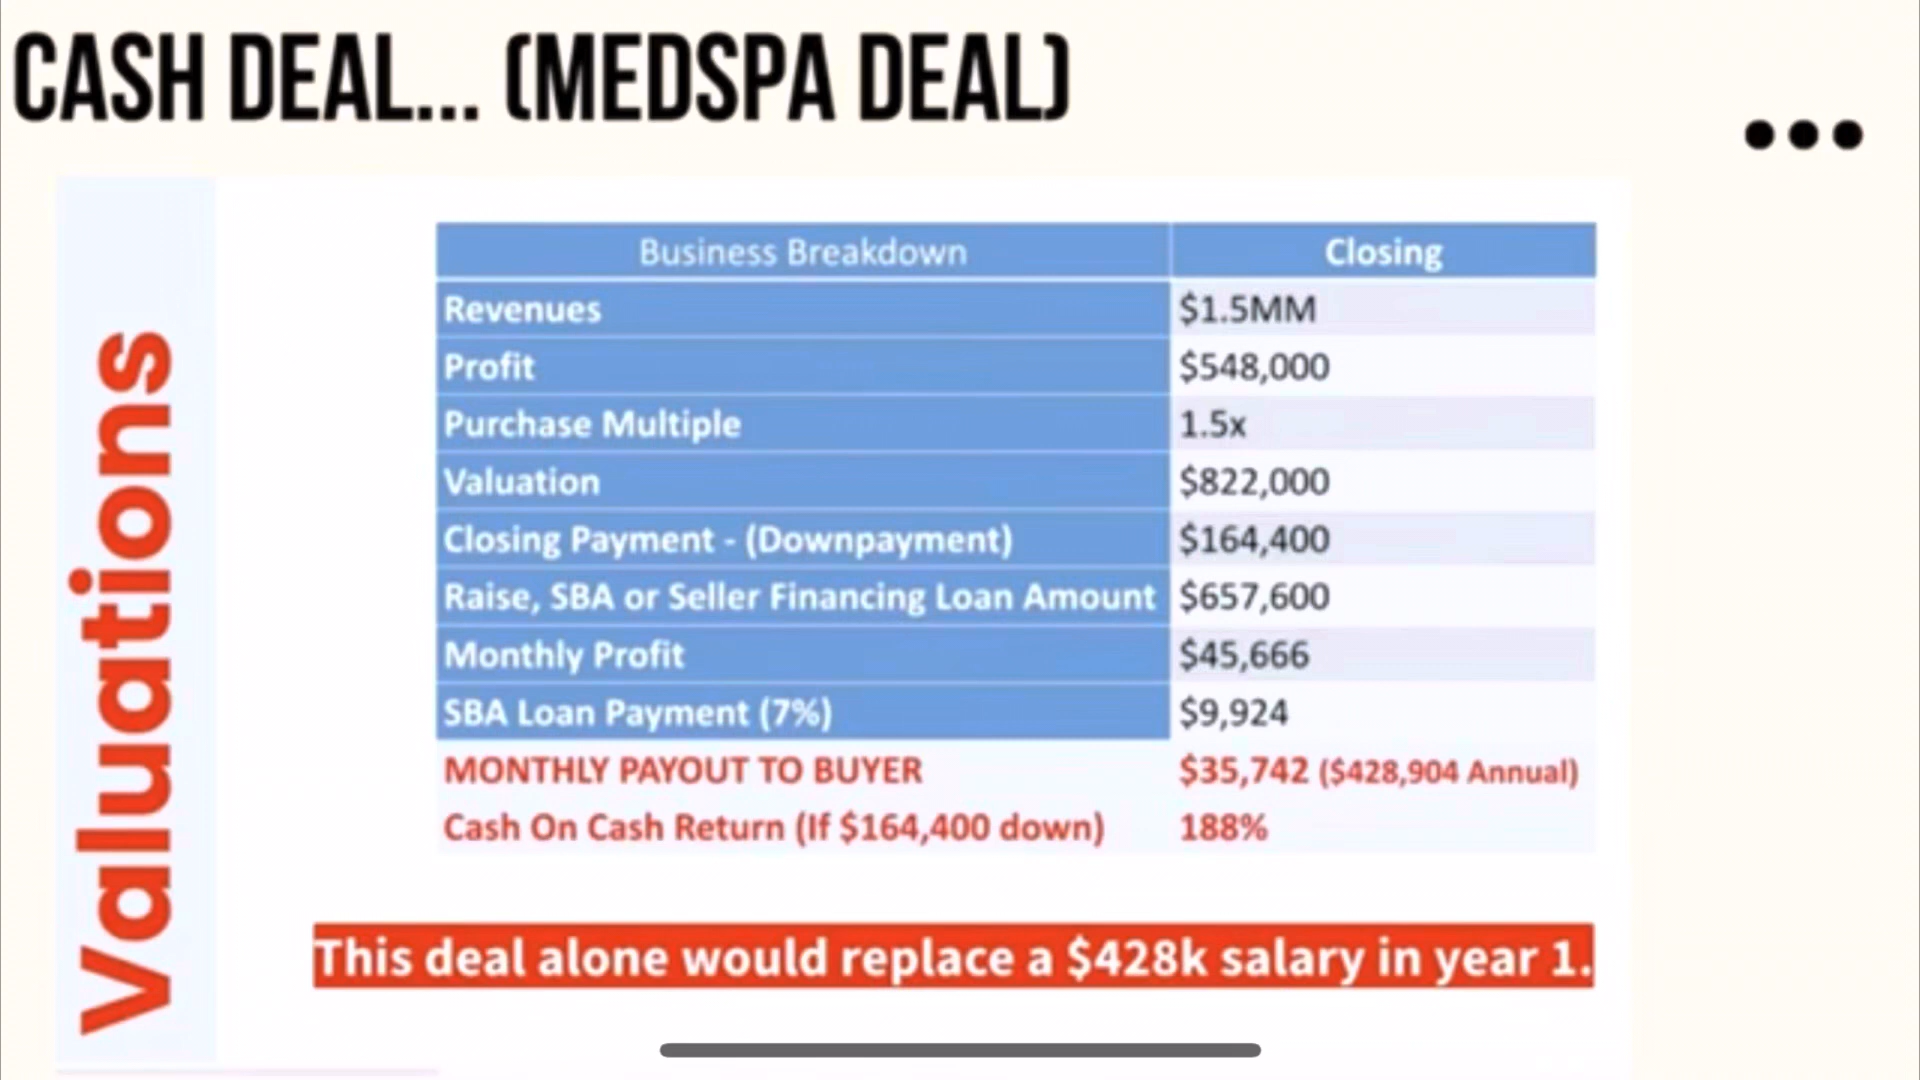 CASH DEAL... (MEDSPA DEAL)
Valuations
Business Breakdown Closing
Revenues $1.5MM
Profit $548,000
Purchase Multiple 1.5x
Valuation $822,000
Closing Payment - (Downpayment) $164,400
Raise, SBA or Seller Financing Loan Amount $657,600
Monthly Profit $45,666
SBA Loan Payment (7%) $9,924
MONTHLY PAYOUT TO BUYER $35,742 ($428,904 Annual)
Cash On Cash Return (If $164,400 down) 188%
This deal alone would replace a $428k salary in year 1.